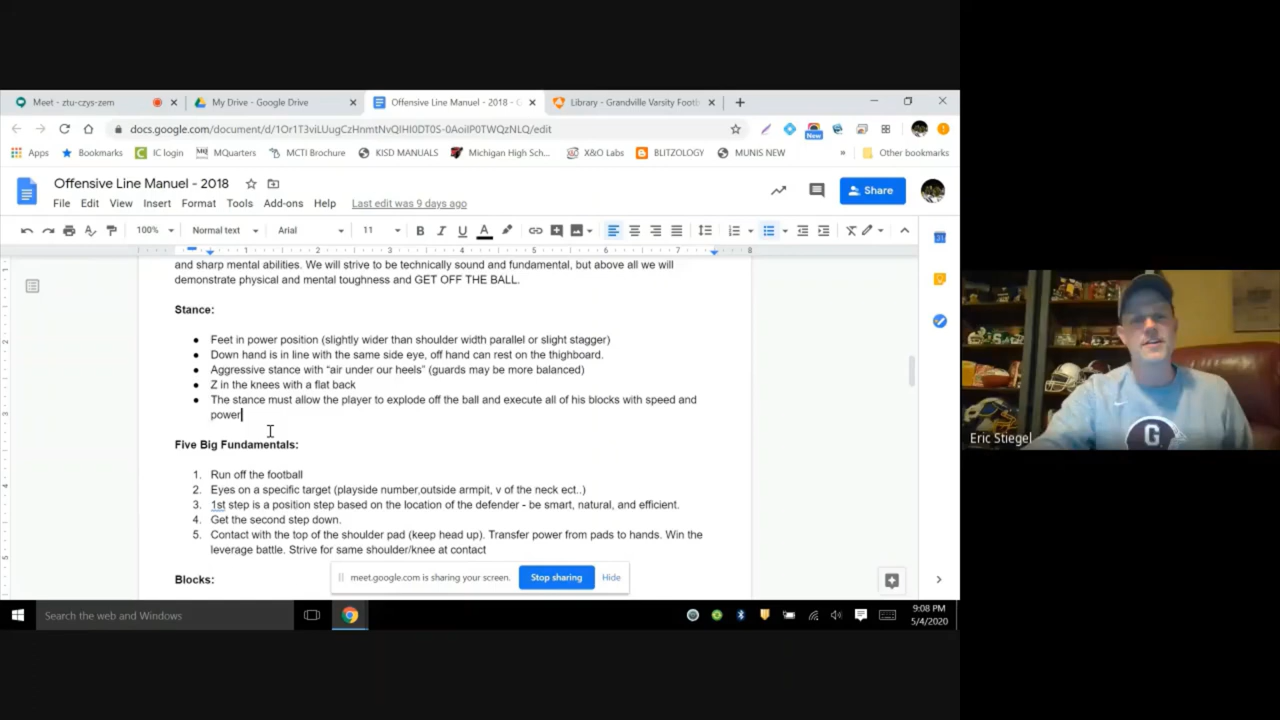 Meet - ztu-czys-zem
My Drive - Google Drive
Offensive Line Manuel - 2018 - G
Library - Grandville Varsity Footb
docs.google.com/document/d/1Or1T3viLUugCzHnmtNvQIHI0DT0S-0AoiIP0TWQzNLQ/edit
New
Apps
Bookmarks
IC login
MQuarters
MCTI Brochure
KISD MANUALS
Michigan High Sch...
X&O Labs
BLITZOLOGY
MUNIS NEW
»
Other bookmarks
Offensive Line Manuel - 2018
Share
File Edit View Insert Format Tools Add-ons Help
Last edit was 9 days ago
100%
Normal text
Arial
11
B I U A
1 2 3 4 5 6 7 8
and sharp mental abilities. We will strive to be technically sound and fundamental, but above all we will
demonstrate physical and mental toughness and GET OFF THE BALL.
Stance:
● Feet in power position (slightly wider than shoulder width parallel or slight stagger)
● Down hand is in line with the same side eye, off hand can rest on the thighboard.
● Aggressive stance with “air under our heels” (guards may be more balanced)
● Z in the knees with a flat back
● The stance must allow the player to explode off the ball and execute all of his blocks with speed and
power
Five Big Fundamentals:
1. Run off the football
2. Eyes on a specific target (playside number,outside armpit, v of the neck ect..)
3. 1st step is a position step based on the location of the defender - be smart, natural, and efficient.
4. Get the second step down.
5. Contact with the top of the shoulder pad (keep head up). Transfer power from pads to hands. Win the
leverage battle. Strive for same shoulder/knee at contact
Blocks:
meet.google.com is sharing your screen.
Stop sharing
Hide
Search the web and Windows
9:08 PM
5/4/2020
Eric Stiegel
G